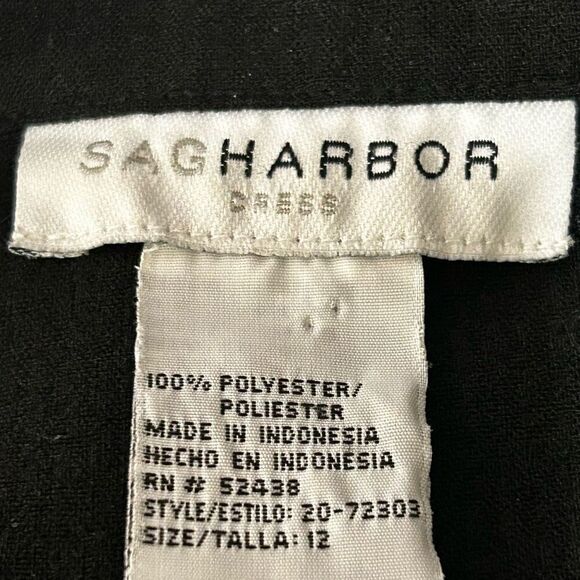 SAGHARBOR
DRESS
100% POLYESTER/
POLIESTER
MADE IN INDONESIA
HECHO EN INDONESIA
RN # 52438
STYLE/ESTILO: 20-72303
SIZE/TALLA: 12